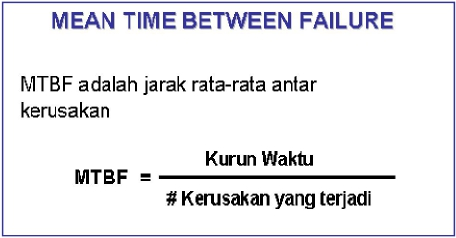 MEAN TIME BETWEEN FAILURE
MTBF adalah jarak rata-rata antar
kerusakan
Kurun Waktu
MTBF =
# Kerusakan yang terjadi